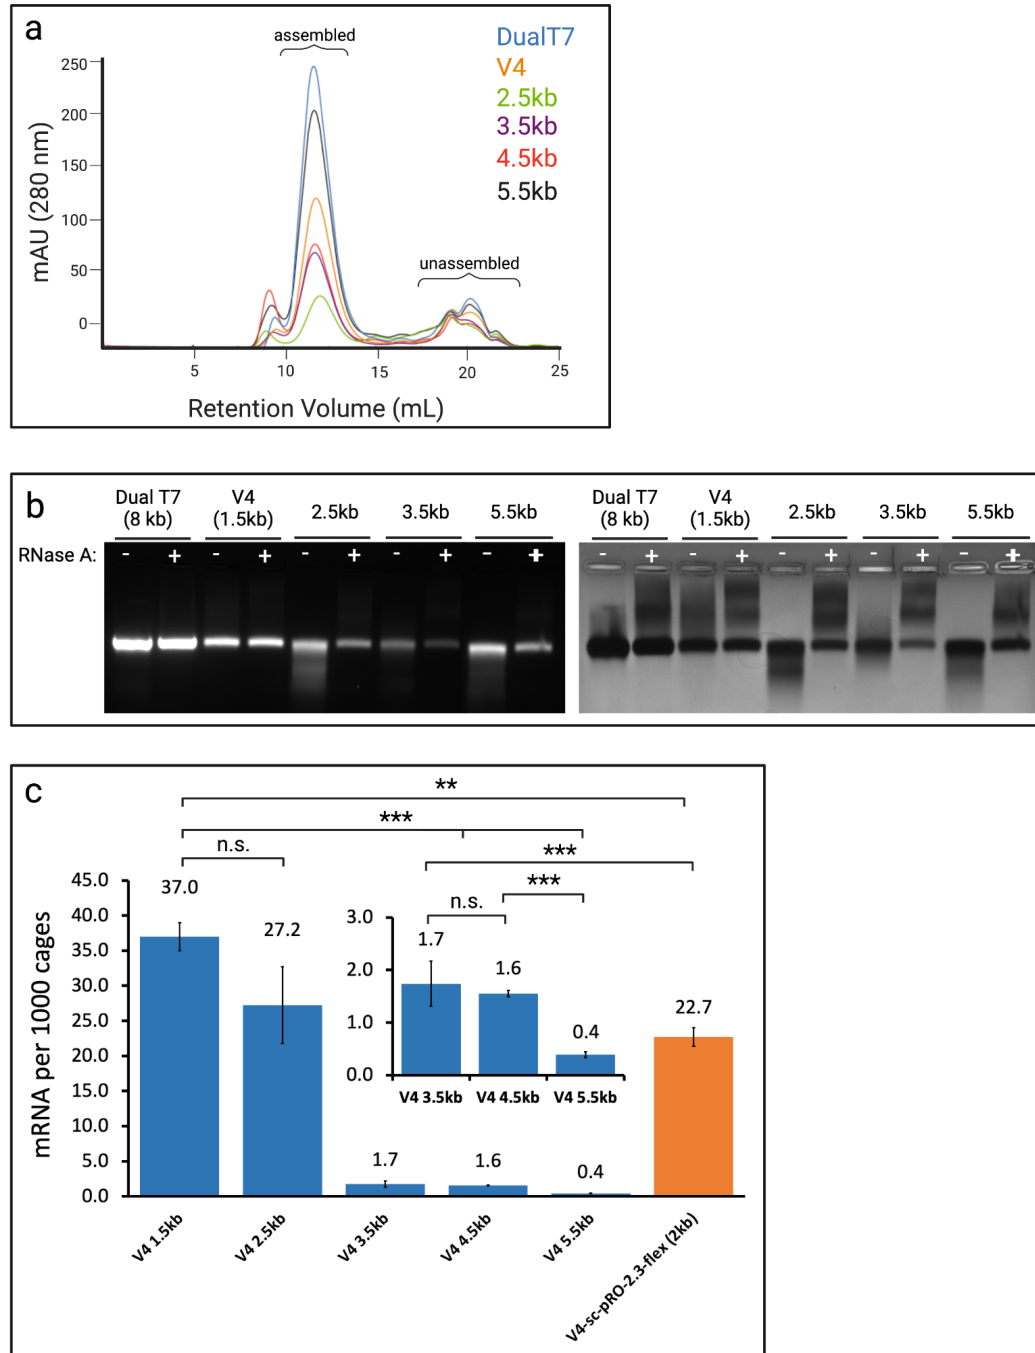 a
assembled
DualT7
V4
2.5kb
3.5kb
4.5kb
5.5kb
250
200
150
100
50
0
mAU (280 nm)
unassembled
5
10
15
20
25
Retention Volume (mL)
b
Dual T7
(8 kb)
V4
(1.5kb)
2.5kb
3.5kb
5.5kb
Dual T7
(8 kb)
V4
(1.5kb)
2.5kb
3.5kb
5.5kb
RNase A: - + - + - + - + - + - + - + - + - + - +
c
**
***
n.s.
***
***
n.s.
mRNA per 1000 cages
45.0
40.0
35.0
30.0
25.0
20.0
15.0
10.0
5.0
0.0
37.0
27.2
1.7
1.6
0.4
22.7
3.0
2.0
1.0
0.0
1.7
1.6
0.4
V4 3.5kb V4 4.5kb V4 5.5kb
V4 1.5kb
V4 2.5kb
V4 3.5kb
V4 4.5kb
V4 5.5kb
V4-sc-pRO-2.3-flex (2kb)